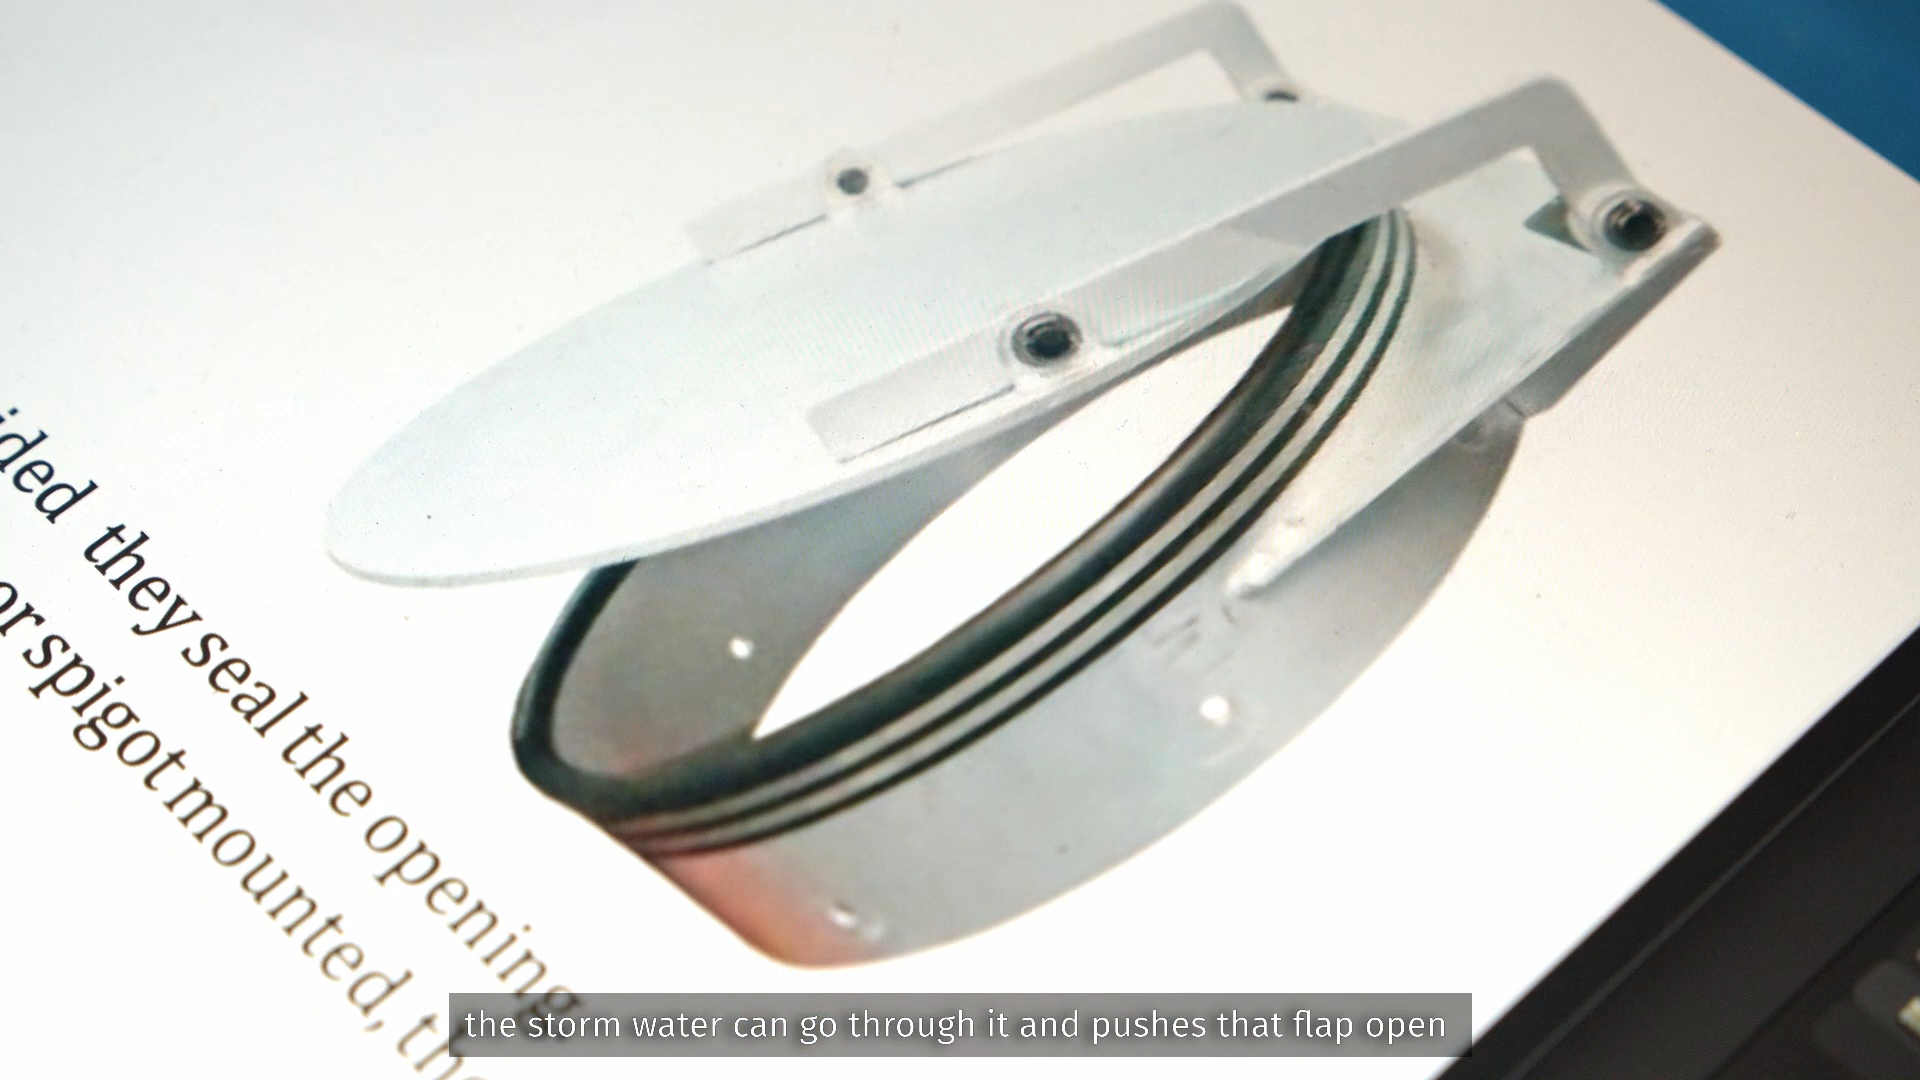 they seal the opening
or spigot mounted,
the storm water can go through it and pushes that flap open